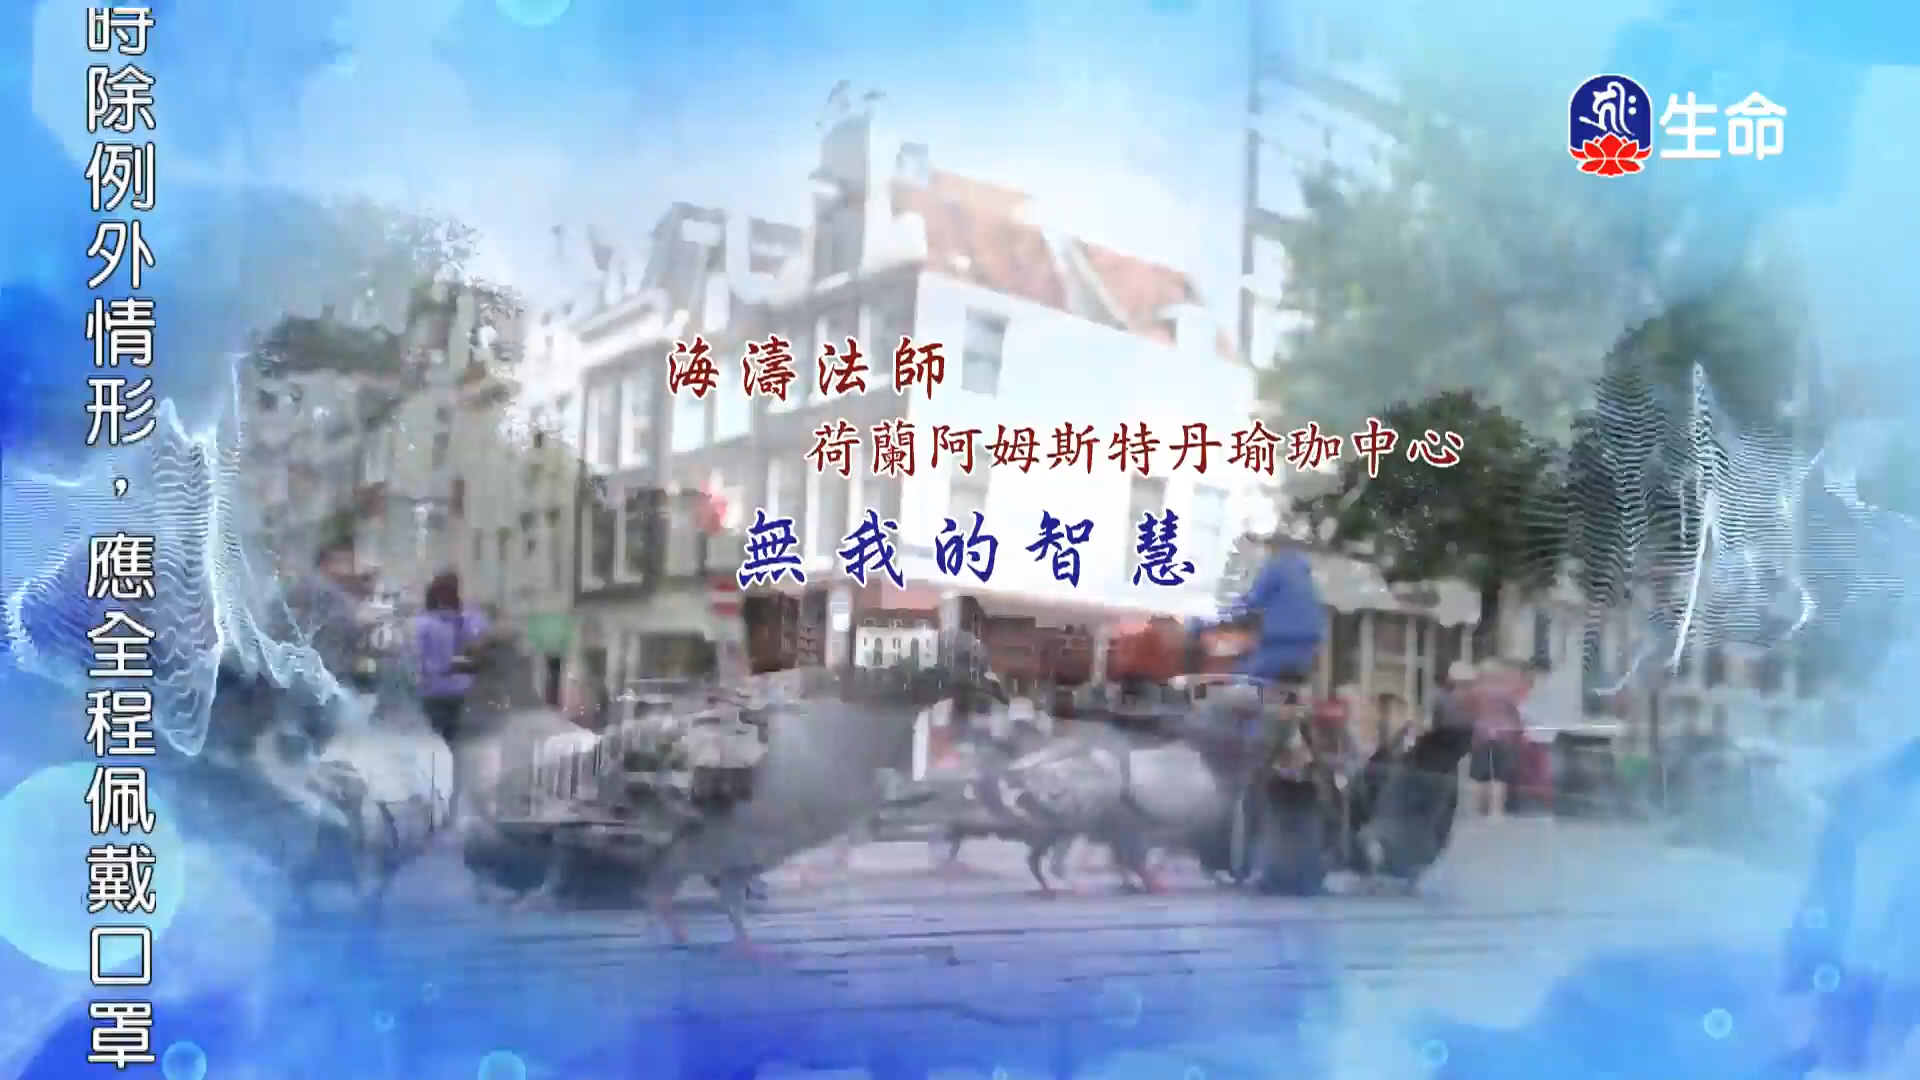 時除例外情形，應全程佩戴口罩
生命
海濤法師
荷蘭阿姆斯特丹瑜珈中心
無我的智慧